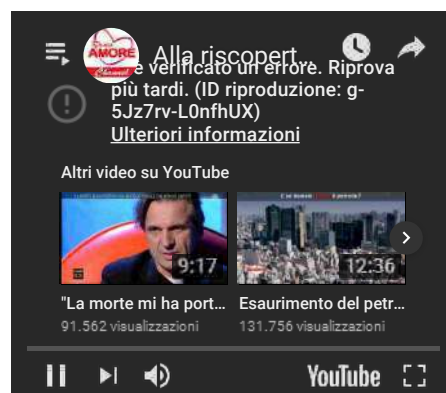 AMORE
Alla riscopert...
è verificato un errore. Riprova
più tardi. (ID riproduzione: g-
5Jz7rv-L0nfhUX)
Ulteriori informazioni
Altri video su YouTube
9:17
12:36
"La morte mi ha port...
Esaurimento del petr...
91.562 visualizzazioni
131.756 visualizzazioni
YouTube